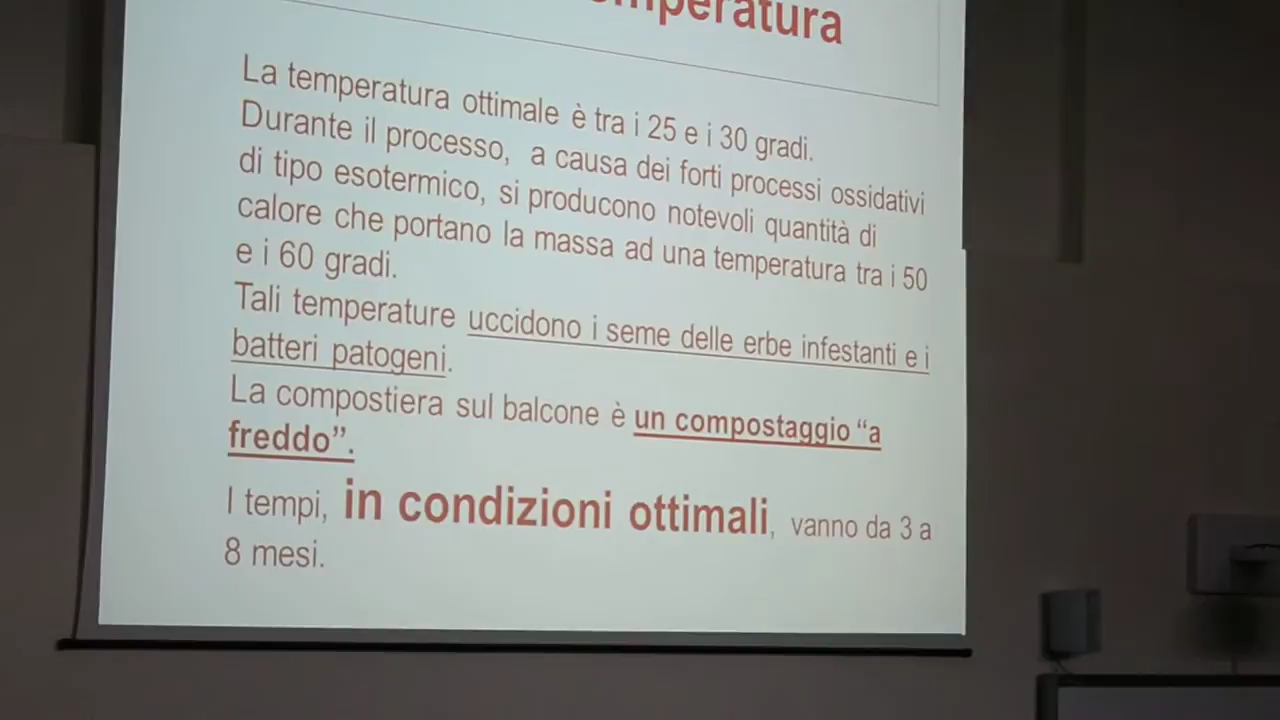 temperatura
La temperatura ottimale è tra i 25 e i 30 gradi.
Durante il processo, a causa dei forti processi ossidativi
di tipo esotermico, si producono notevoli quantità di
calore che portano la massa ad una temperatura tra i 50
e i 60 gradi.
Tali temperature uccidono i seme delle erbe infestanti e i
batteri patogeni.
La compostiera sul balcone è un compostaggio “a
freddo”.
I tempi, in condizioni ottimali, vanno da 3 a
8 mesi.